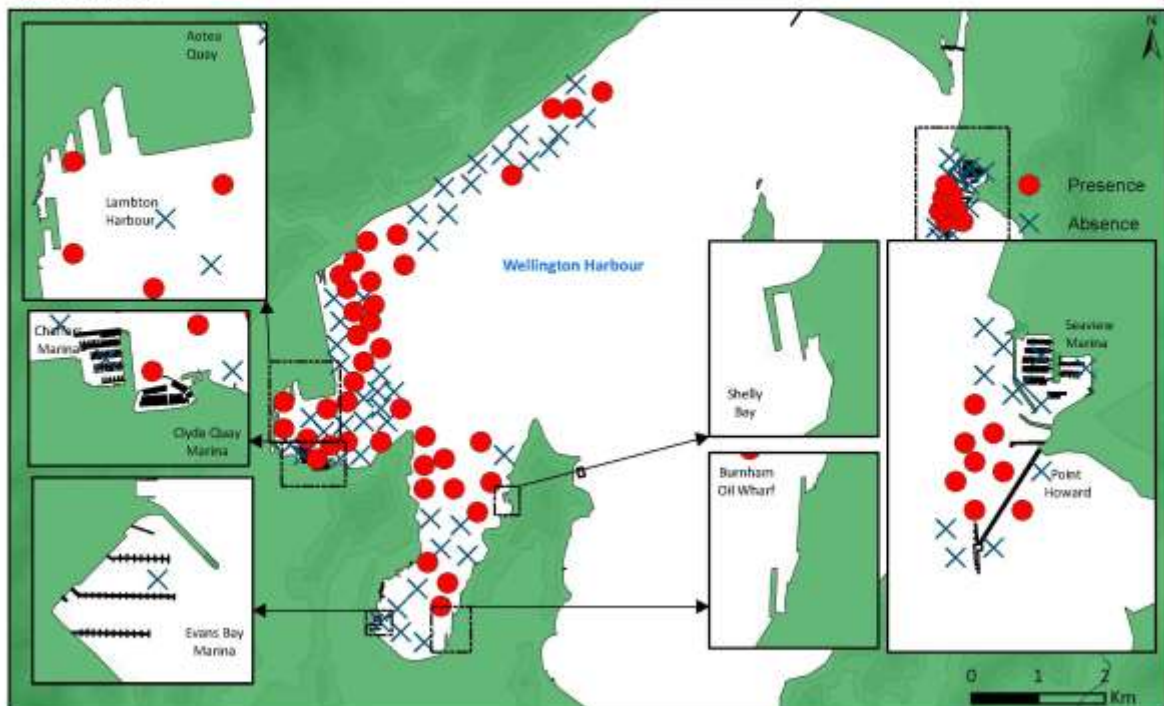 Aotea
Quay
N
Lambton
Harbour
Presence
Absence
Wellington Harbour
Chaffers
Marina
Clyde Quay
Marina
Shelly
Bay
Seaview
Marina
Burnham
Oil Wharf
Point
Howard
Evans Bay
Marina
0 1 2
Km